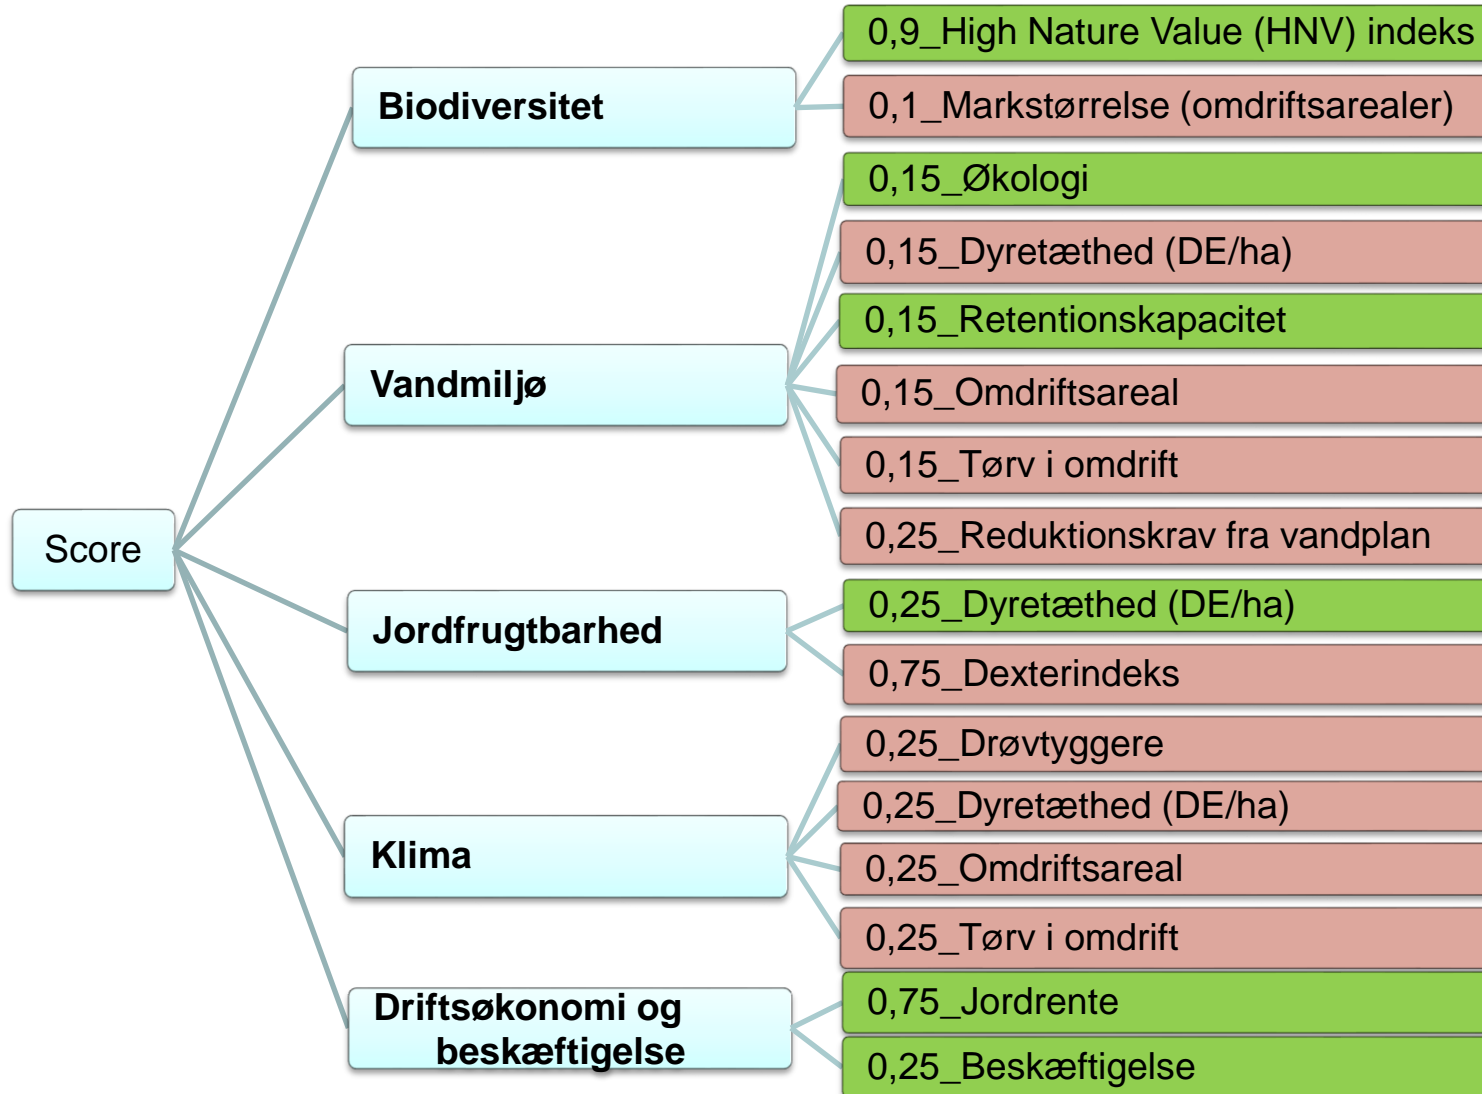 Score
Biodiversitet
0,9_High Nature Value (HNV) indeks
0,1_Markstørrelse (omdriftsarealer)
Vandmiljø
0,15_Økologi
0,15_Dyretæthed (DE/ha)
0,15_Retentionskapacitet
0,15_Omdriftsareal
0,15_Tørv i omdrift
0,25_Reduktionskrav fra vandplan
Jordfrugtbarhed
0,25_Dyretæthed (DE/ha)
0,75_Dexterindeks
Klima
0,25_Drøvtyggere
0,25_Dyretæthed (DE/ha)
0,25_Omdriftsareal
0,25_Tørv i omdrift
Driftsøkonomi og
beskæftigelse
0,75_Jordrente
0,25_Beskæftigelse